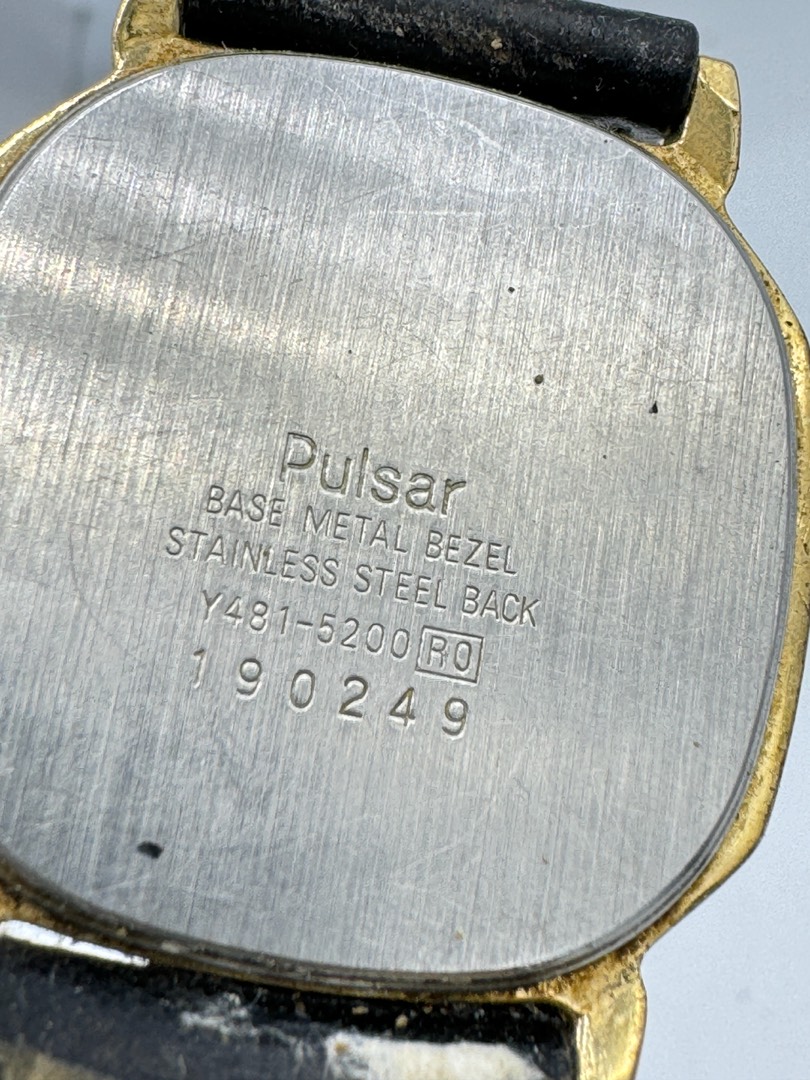 Pulsar
BASE METAL BEZEL
STAINLESS STEEL BACK
Y481-5200 R0
190249